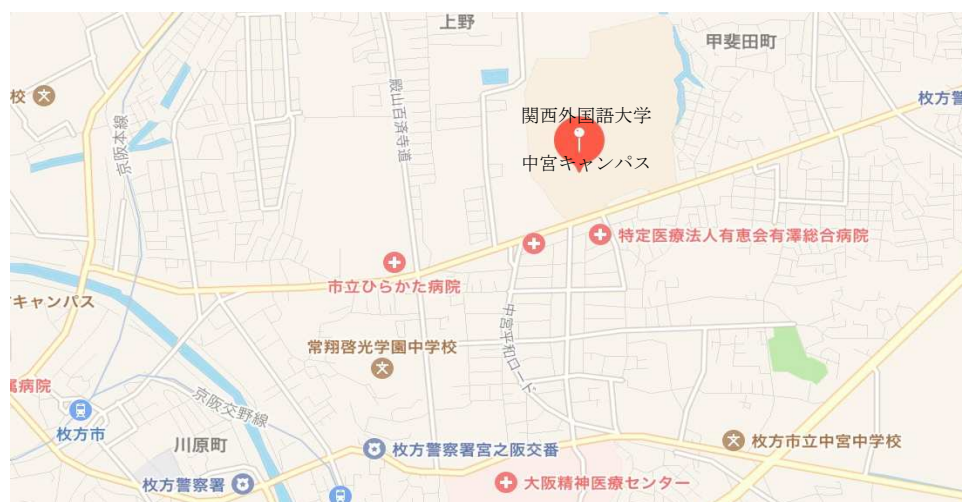 上野
甲斐田町
校
枚方警
京阪本線
殿山百済寺道
関西外国語大学
中宮キャンパス
特定医療法人有恵会有澤総合病院
市立ひらかた病院
キャンパス
中宮平和ロード
常翔啓光学園中学校
属病院
京阪交野線
枚方市
川原町
枚方警察署宮之阪交番
枚方市立中宮中学校
枚方警察署
大阪精神医療センター